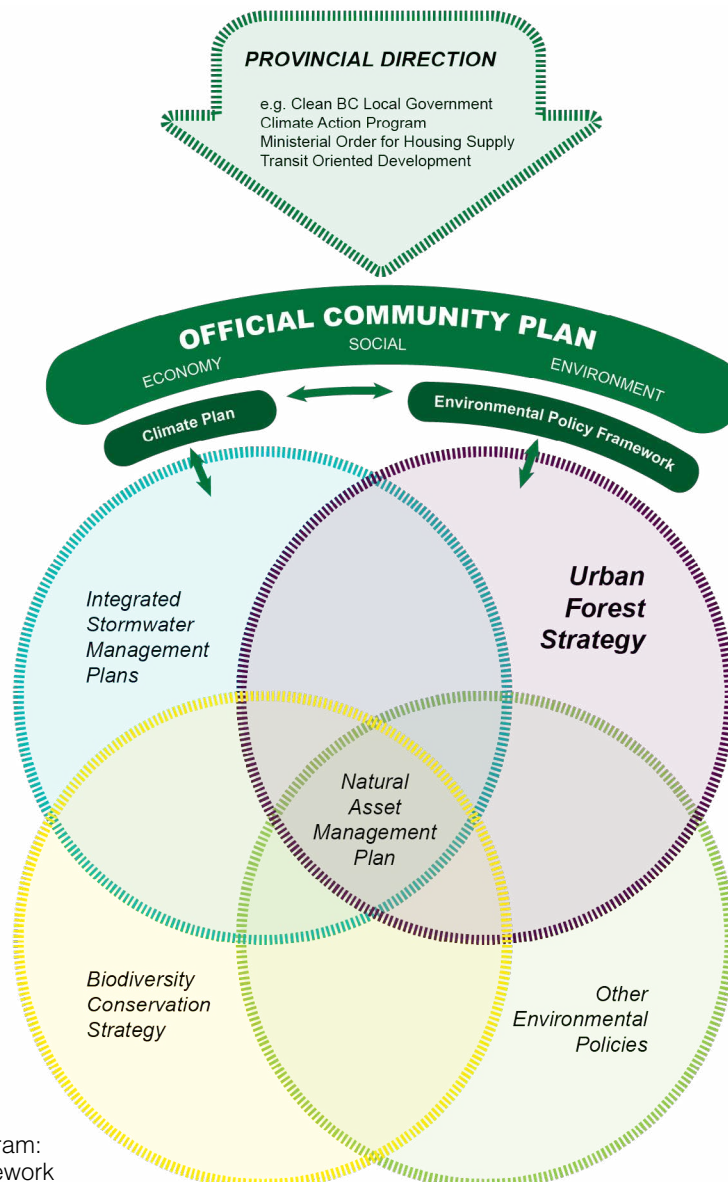 PROVINCIAL DIRECTION
e.g. Clean BC Local Government
Climate Action Program
Ministerial Order for Housing Supply
Transit Oriented Development
OFFICIAL COMMUNITY PLAN
ECONOMY
SOCIAL
ENVIRONMENT
Climate Plan
Environmental Policy Framework
Integrated
Stormwater
Management
Plans
Urban
Forest
Strategy
Natural
Asset
Management
Plan
Biodiversity
Conservation
Strategy
Other
Environmental
Policies
ram:
ework